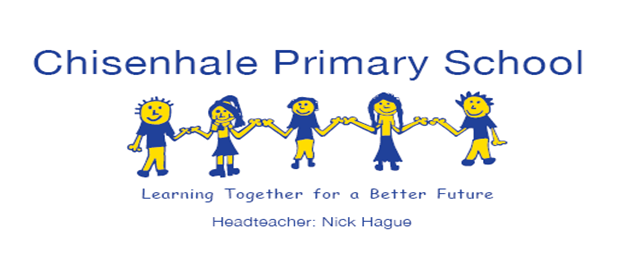 Chisenhale Primary School
Learning Together for a Better Future
Headteacher: Nick Hague